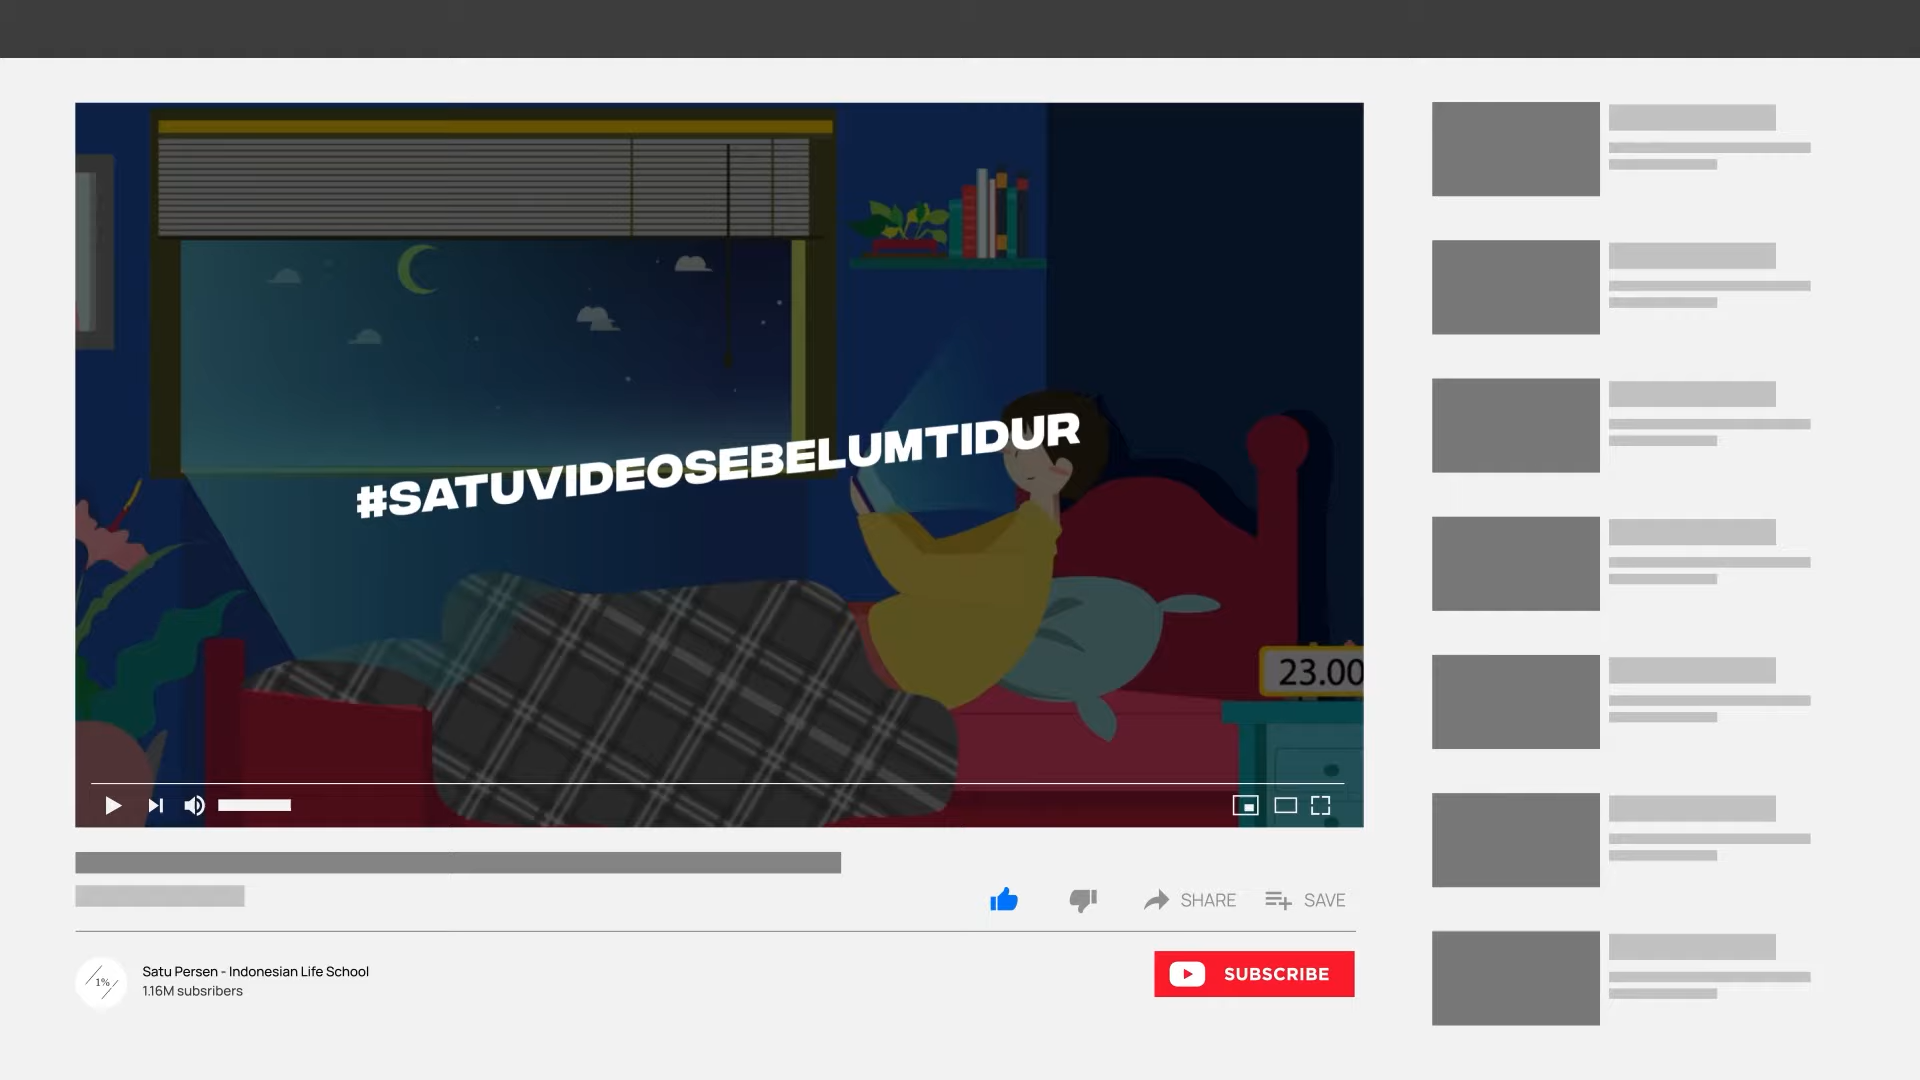 #SATUVIDEOSEBELUMTIDUR
23.00
SHARE
SAVE
1%
Satu Persen - Indonesian Life School
1.16M subsribers
SUBSCRIBE